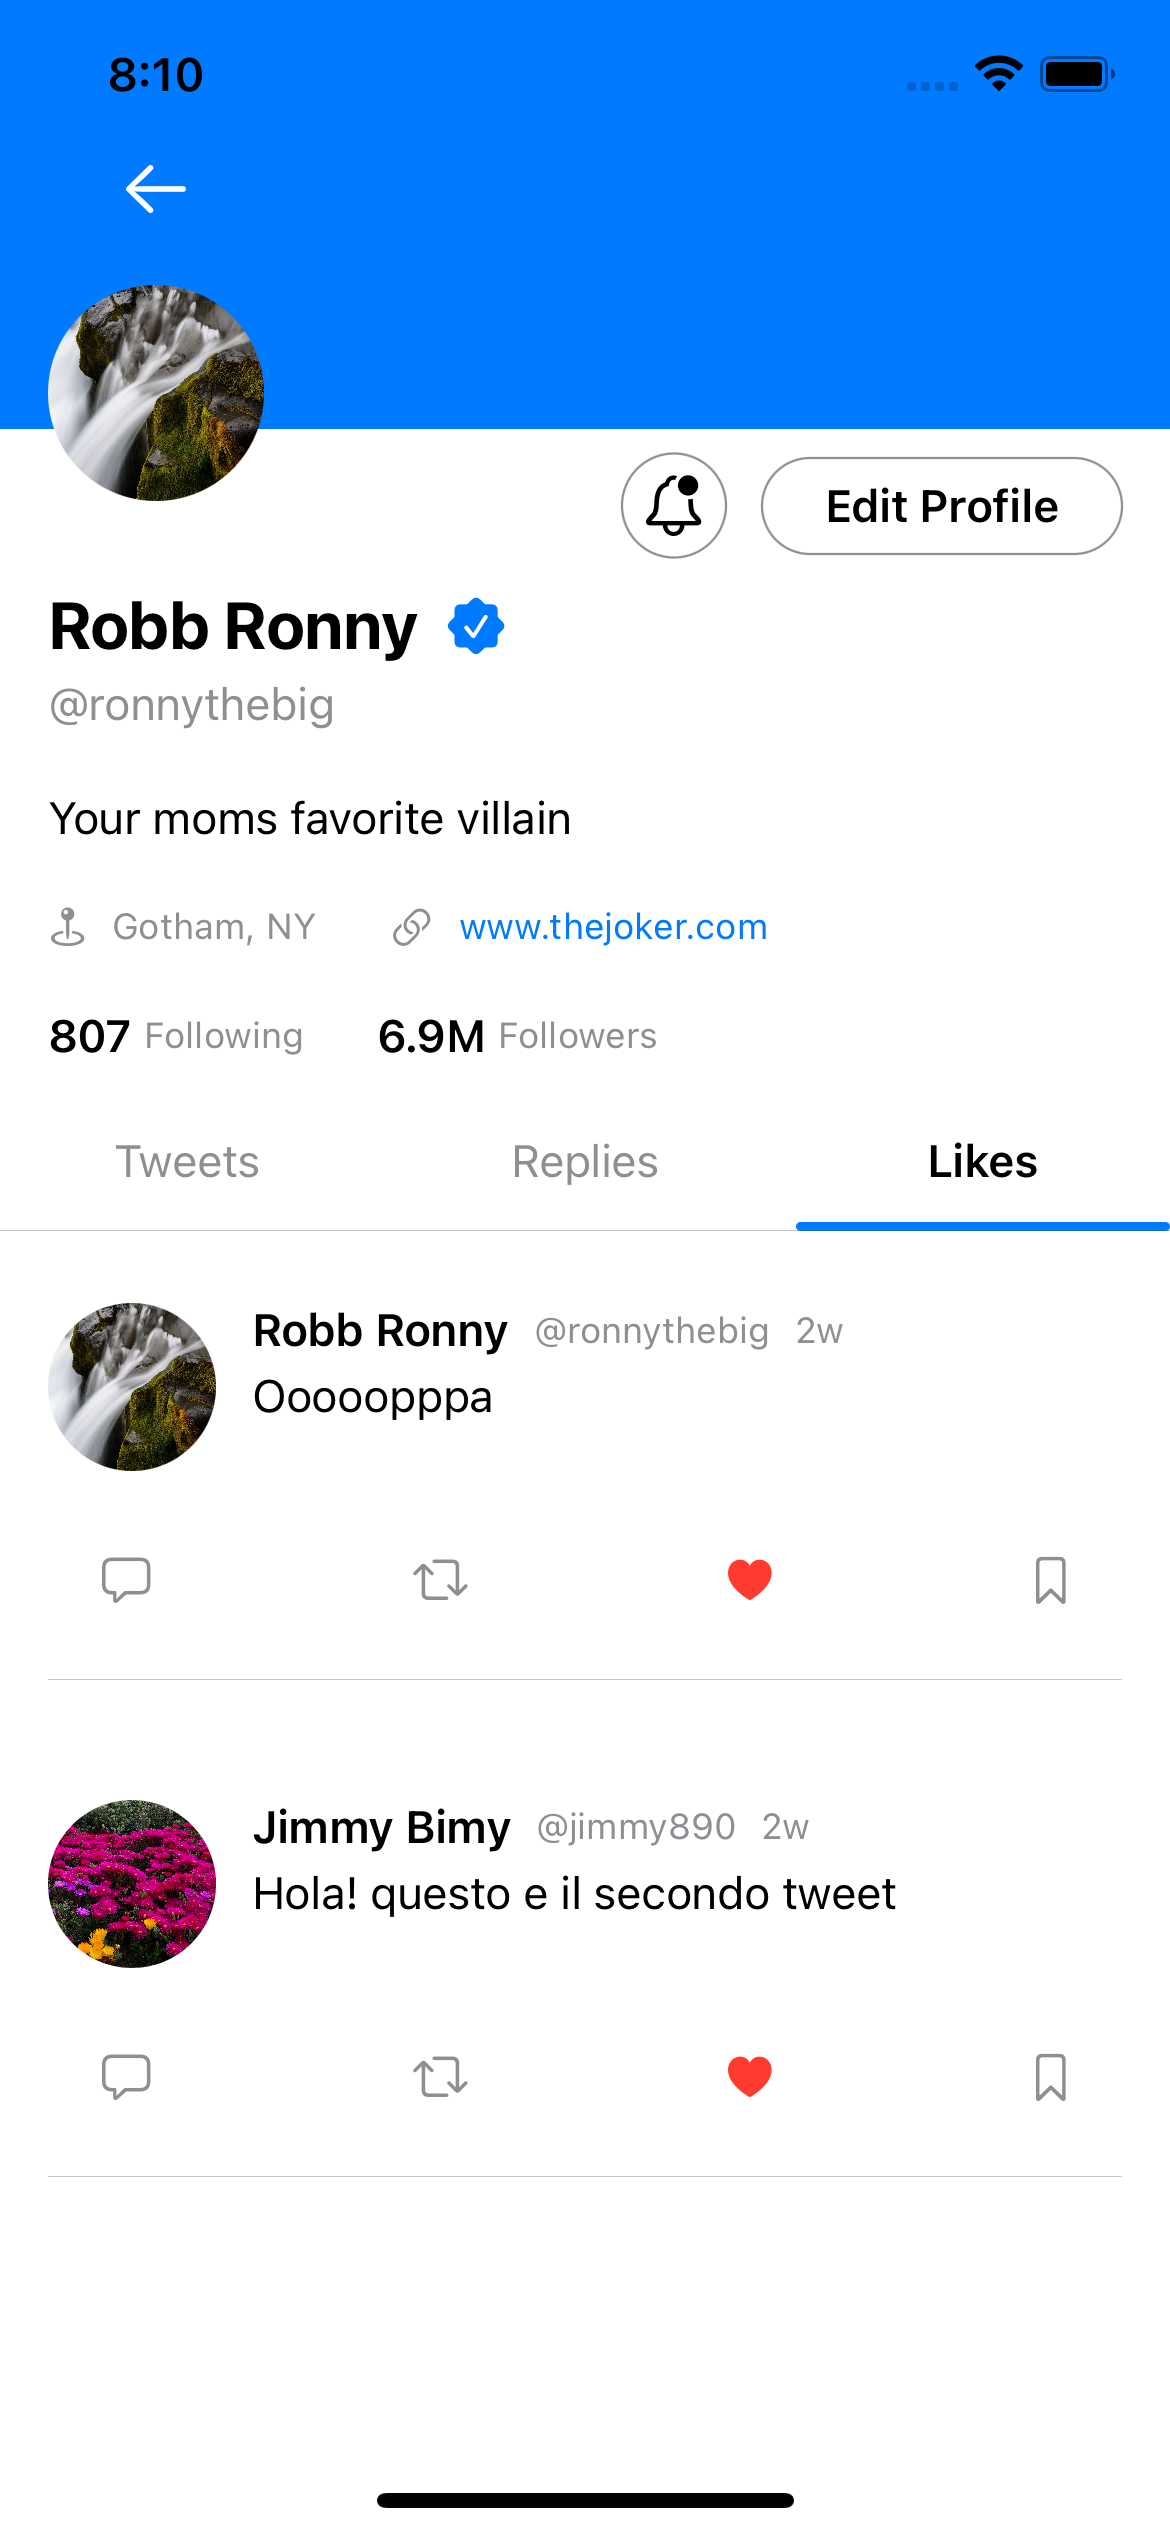 8:10
Edit Profile
Robb Ronny
@ronnythebig
Your moms favorite villain
Gotham, NY www.thejoker.com
807 Following 6.9M Followers
Tweets Replies Likes
Robb Ronny @ronnythebig 2w
Ooooopppa
Jimmy Bimy @jimmy890 2w
Hola! questo e il secondo tweet